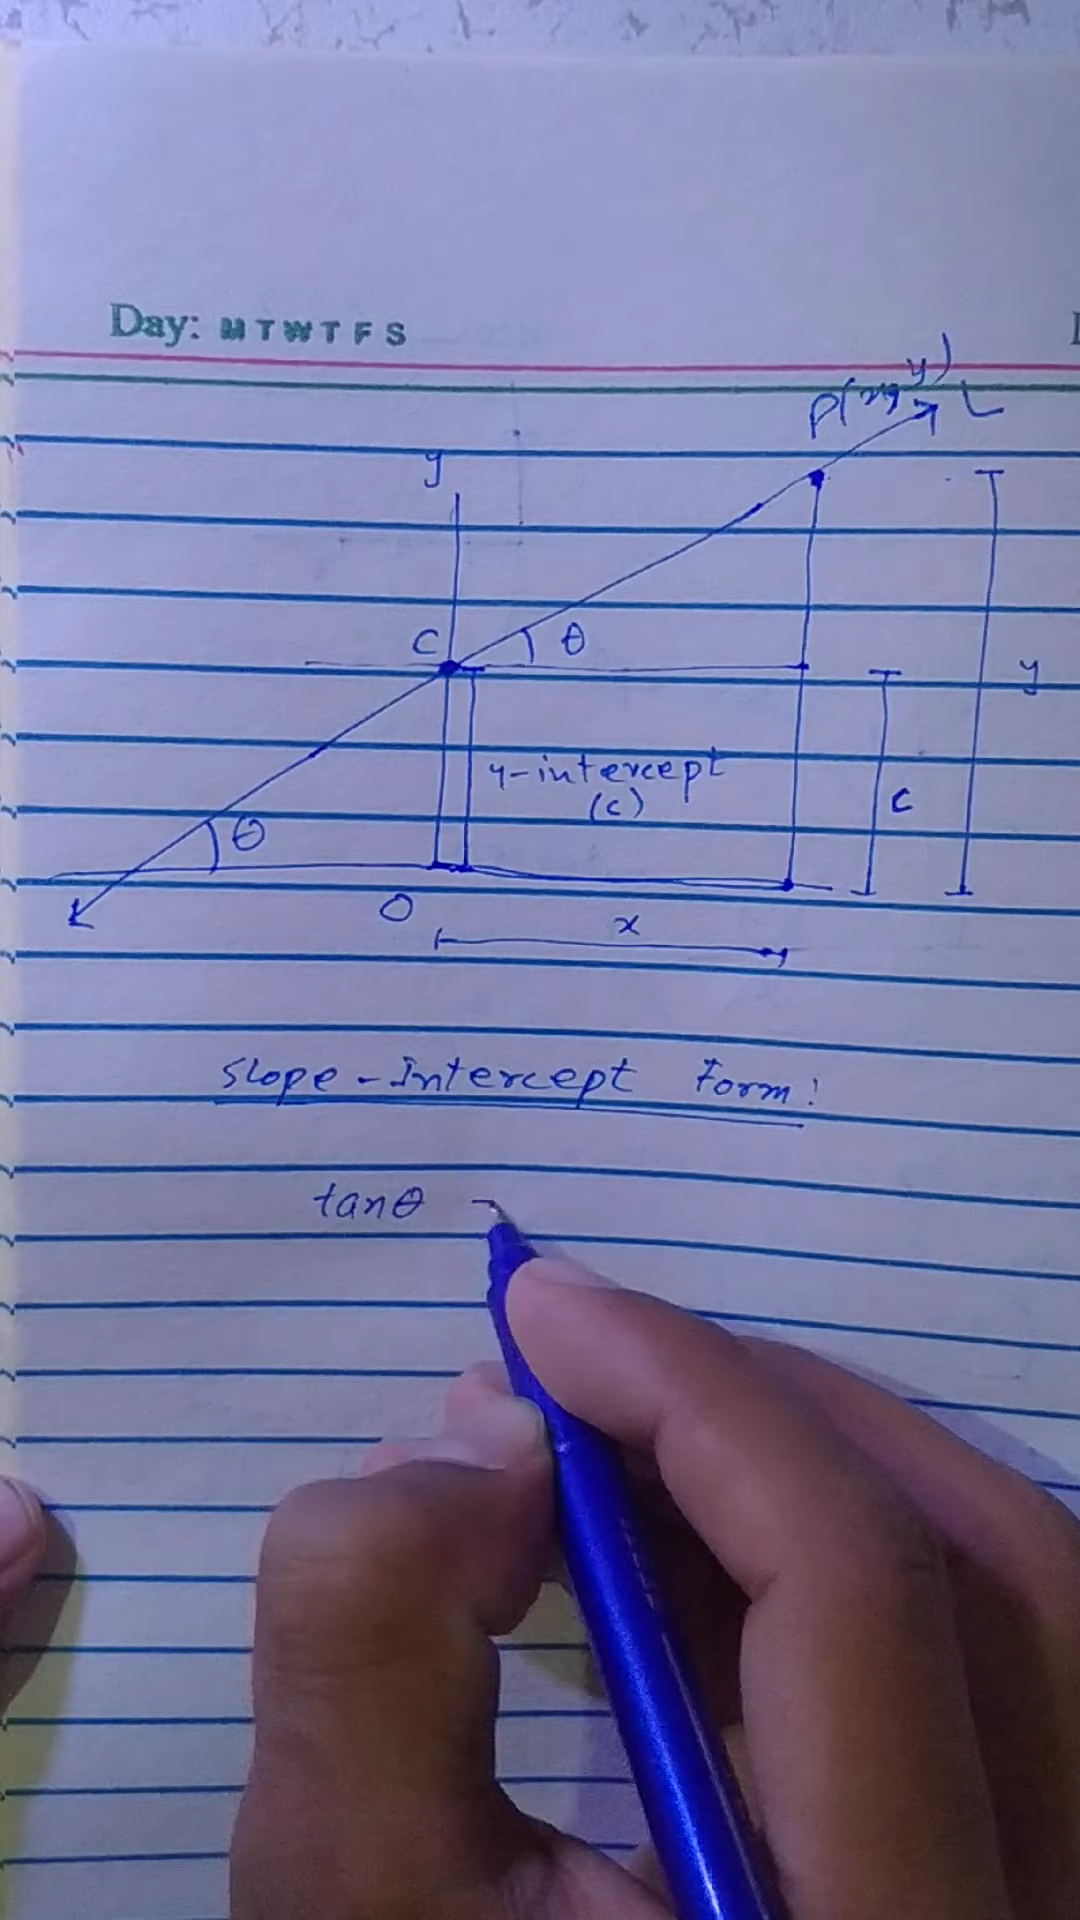 Day: M T W T F S
P(x, y)
L
y
C
θ
y
y-intercept
(c)
c
θ
O
x
Slope-Intercept Form:
tanθ